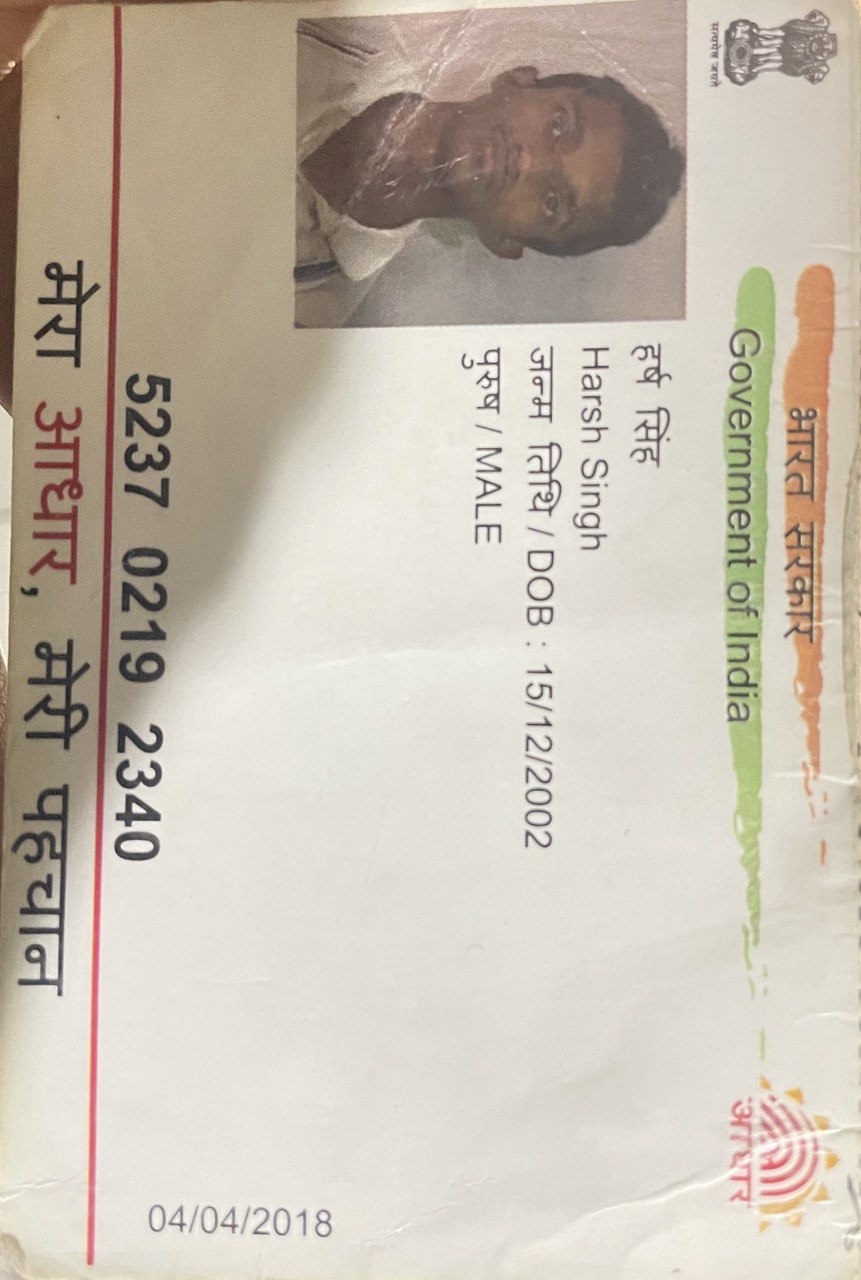 सत्यमेव जयते
भारत सरकार
Government of India
आधार
हर्ष सिंह
Harsh Singh
जन्म तिथि / DOB : 15/12/2002
पुरुष / MALE
5237 0219 2340
04/04/2018
मेरा आधार, मेरी पहचान